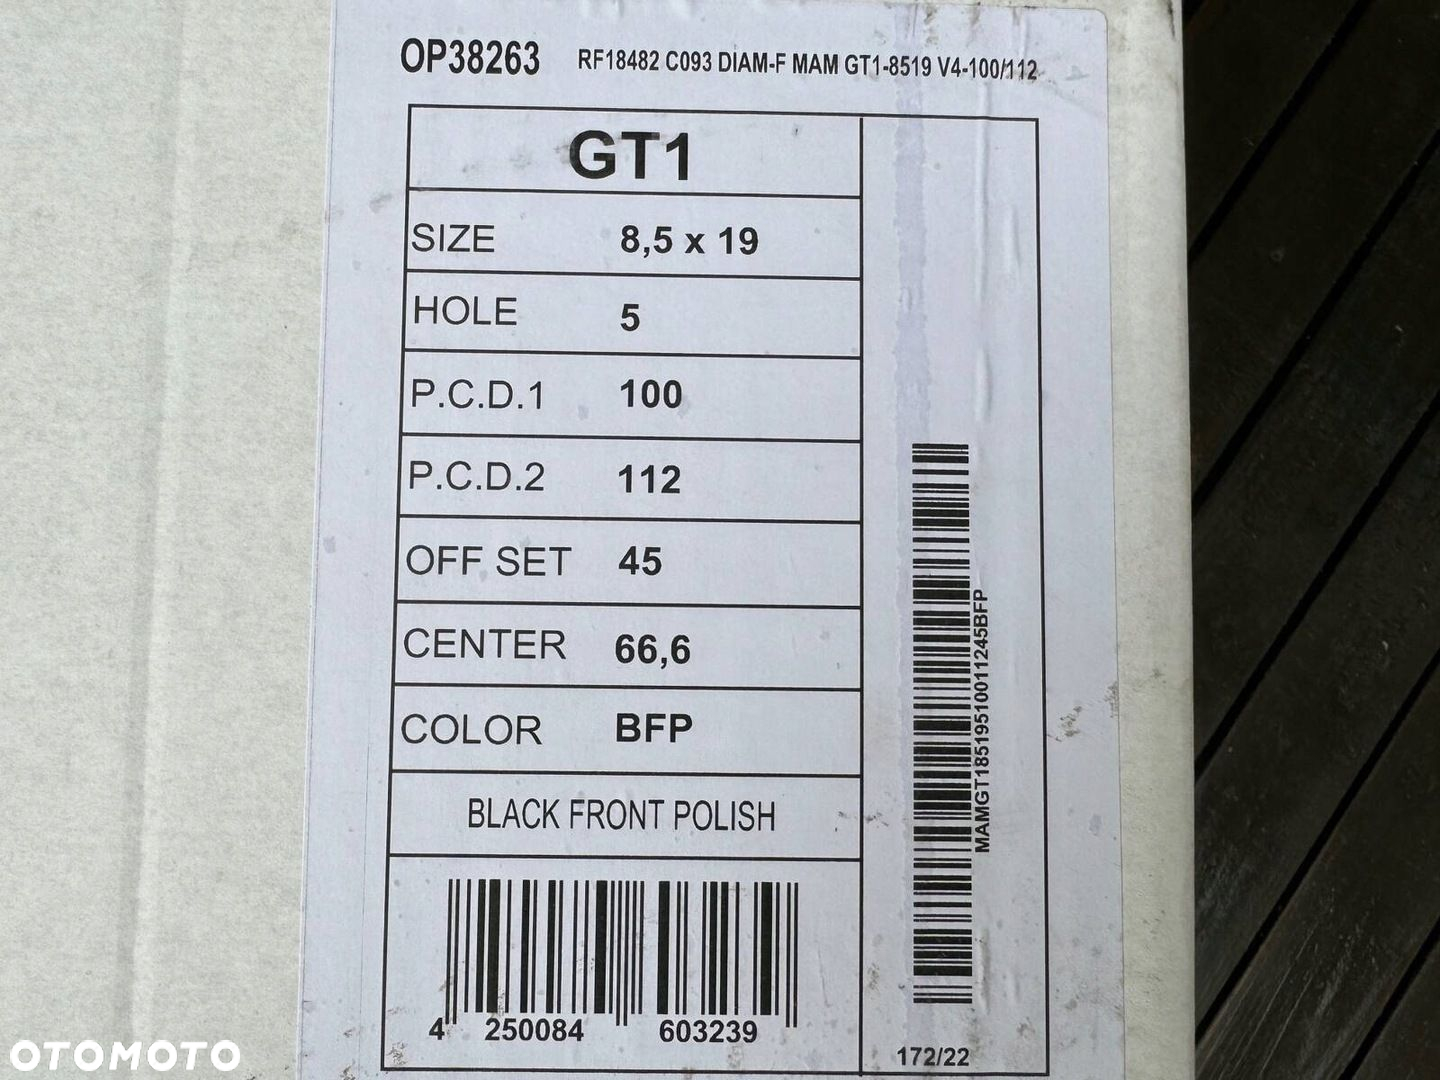 OP38263 RF18482 C093 DIAM-F MAM GT1-8519 V4-100/112
GT1
SIZE 8,5 x 19
HOLE 5
P.C.D.1 100
P.C.D.2 112
OFF SET 45
CENTER 66,6
COLOR BFP
BLACK FRONT POLISH
4 250084 603239
MAMGT18519510011245BFP
172/22
OTOMOTO